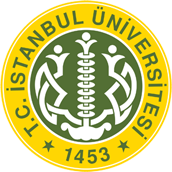 T.C. İSTANBUL ÜNİVERSİTESİ
1453